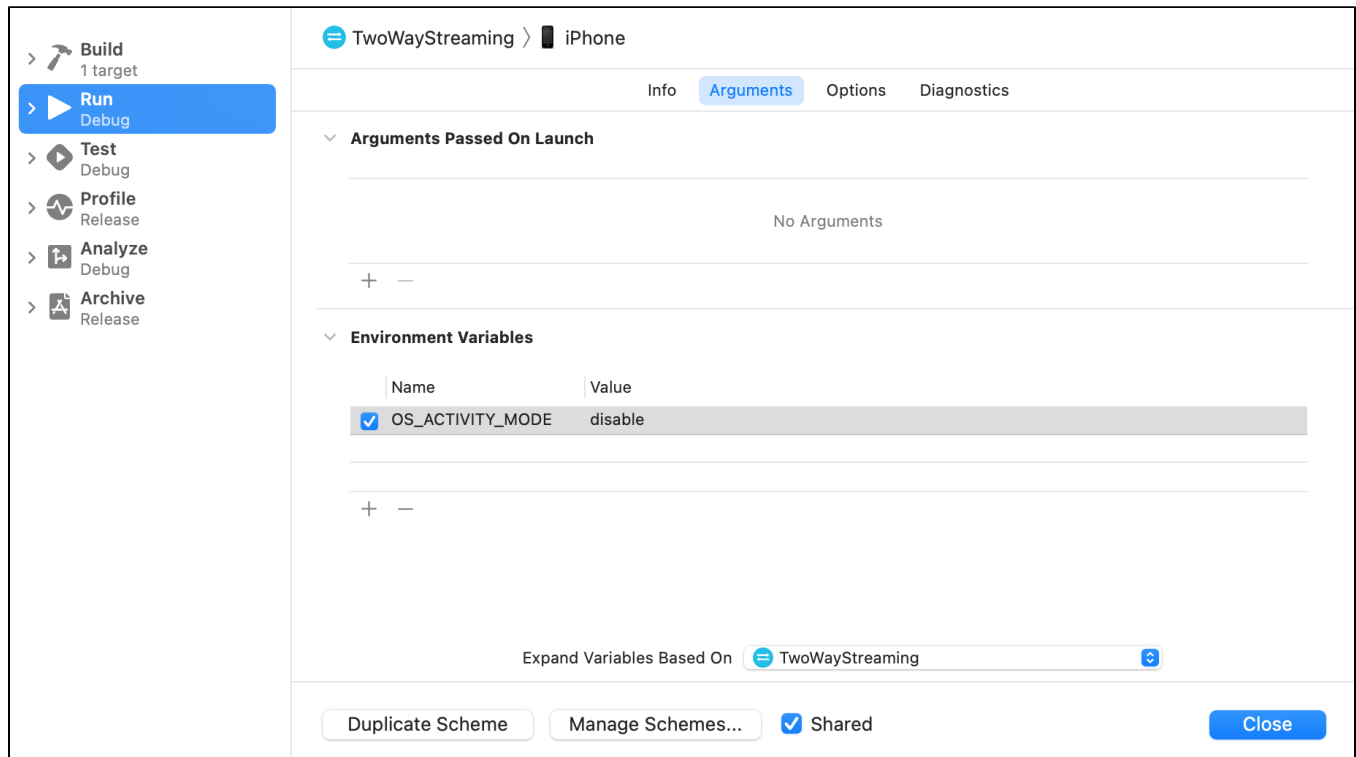 Build
1 target
Run
Debug
Test
Debug
Profile
Release
Analyze
Debug
Archive
Release
TwoWayStreaming 〉 iPhone
Info Arguments Options Diagnostics
Arguments Passed On Launch
No Arguments
+ −
Environment Variables
Name Value
OS_ACTIVITY_MODE disable
+ −
Expand Variables Based On TwoWayStreaming
Duplicate Scheme Manage Schemes... Shared Close